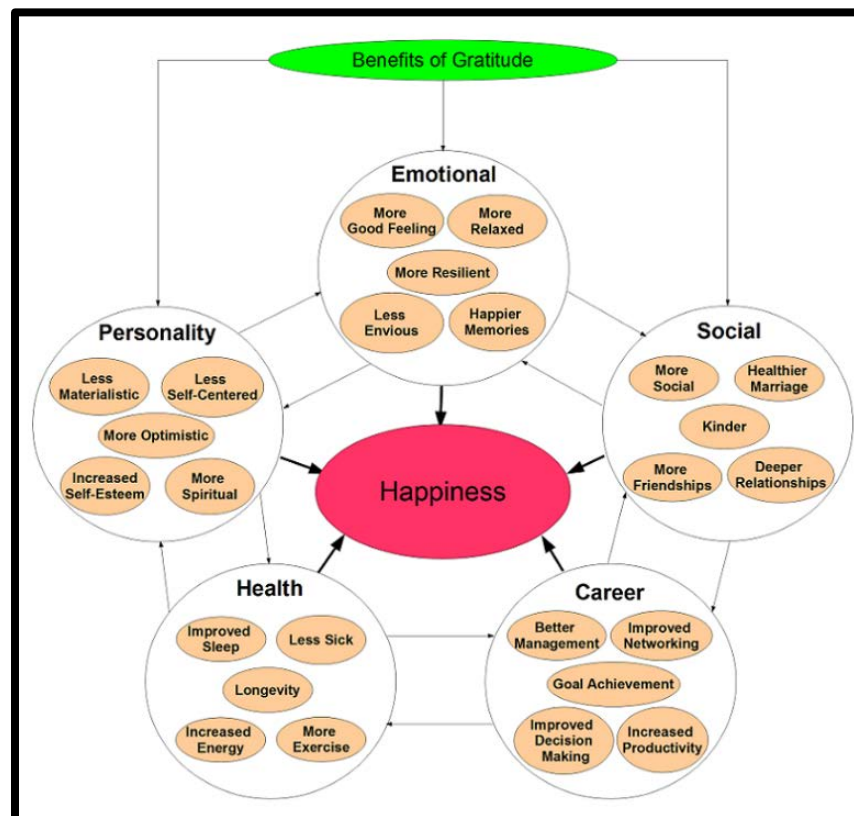 Benefits of Gratitude
Emotional
More
Good Feeling
More
Relaxed
More Resilient
Less
Envious
Happier
Memories
Personality
Less
Materialistic
Less
Self-Centered
More Optimistic
Increased
Self-Esteem
More
Spiritual
Social
More
Social
Healthier
Marriage
Kinder
More
Friendships
Deeper
Relationships
Happiness
Health
Improved
Sleep
Less Sick
Longevity
Increased
Energy
More
Exercise
Career
Better
Management
Improved
Networking
Goal Achievement
Improved
Decision
Making
Increased
Productivity